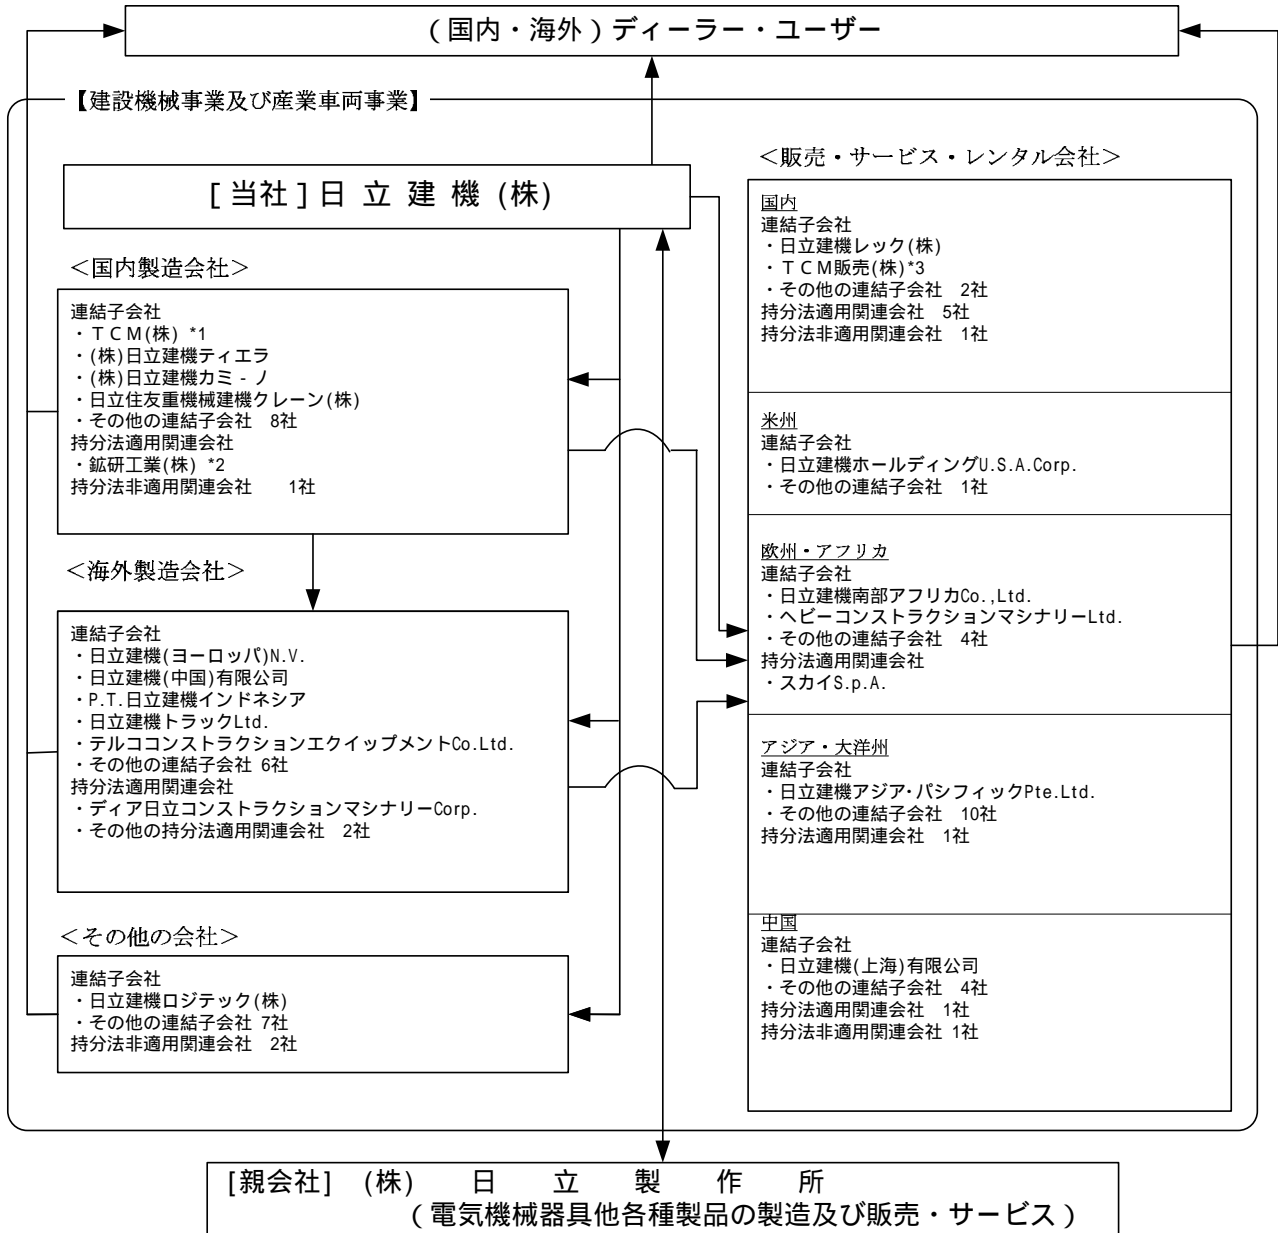 (国内・海外)ディーラー・ユーザー
【建設機械事業及び産業車両事業】
[当社]日 立 建 機 (株)
＜国内製造会社＞
連結子会社
・ＴＣＭ(株) *1
・(株)日立建機ティエラ
・(株)日立建機カミ - ノ
・日立住友重機械建機クレーン(株)
・その他の連結子会社 8社
持分法適用関連会社
・鉱研工業(株) *2
持分法非適用関連会社 1社
＜海外製造会社＞
連結子会社
・日立建機(ヨーロッパ)N.V.
・日立建機(中国)有限公司
・P.T.日立建機インドネシア
・日立建機トラックLtd.
・テルココンストラクションエクイップメントCo.Ltd.
・その他の連結子会社 6社
持分法適用関連会社
・ディア日立コンストラクションマシナリーCorp.
・その他の持分法適用関連会社 2社
＜その他の会社＞
連結子会社
・日立建機ロジテック(株)
・その他の連結子会社 7社
持分法非適用関連会社 2社
＜販売・サービス・レンタル会社＞
国内
連結子会社
・日立建機レック(株)
・ＴＣＭ販売(株)*3
・その他の連結子会社 2社
持分法適用関連会社 5社
持分法非適用関連会社 1社
米州
連結子会社
・日立建機ホールディングU.S.A.Corp.
・その他の連結子会社 1社
欧州・アフリカ
連結子会社
・日立建機南部アフリカCo.,Ltd.
・ヘビーコンストラクションマシナリーLtd.
・その他の連結子会社 4社
持分法適用関連会社
・スカイS.p.A.
アジア・大洋州
連結子会社
・日立建機アジア・パシフィックPte.Ltd.
・その他の連結子会社 10社
持分法適用関連会社 1社
中国
連結子会社
・日立建機(上海)有限公司
・その他の連結子会社 4社
持分法適用関連会社 1社
持分法非適用関連会社 1社
[親会社] (株) 日 立 製 作 所
(電気機械器具他各種製品の製造及び販売・サービス)